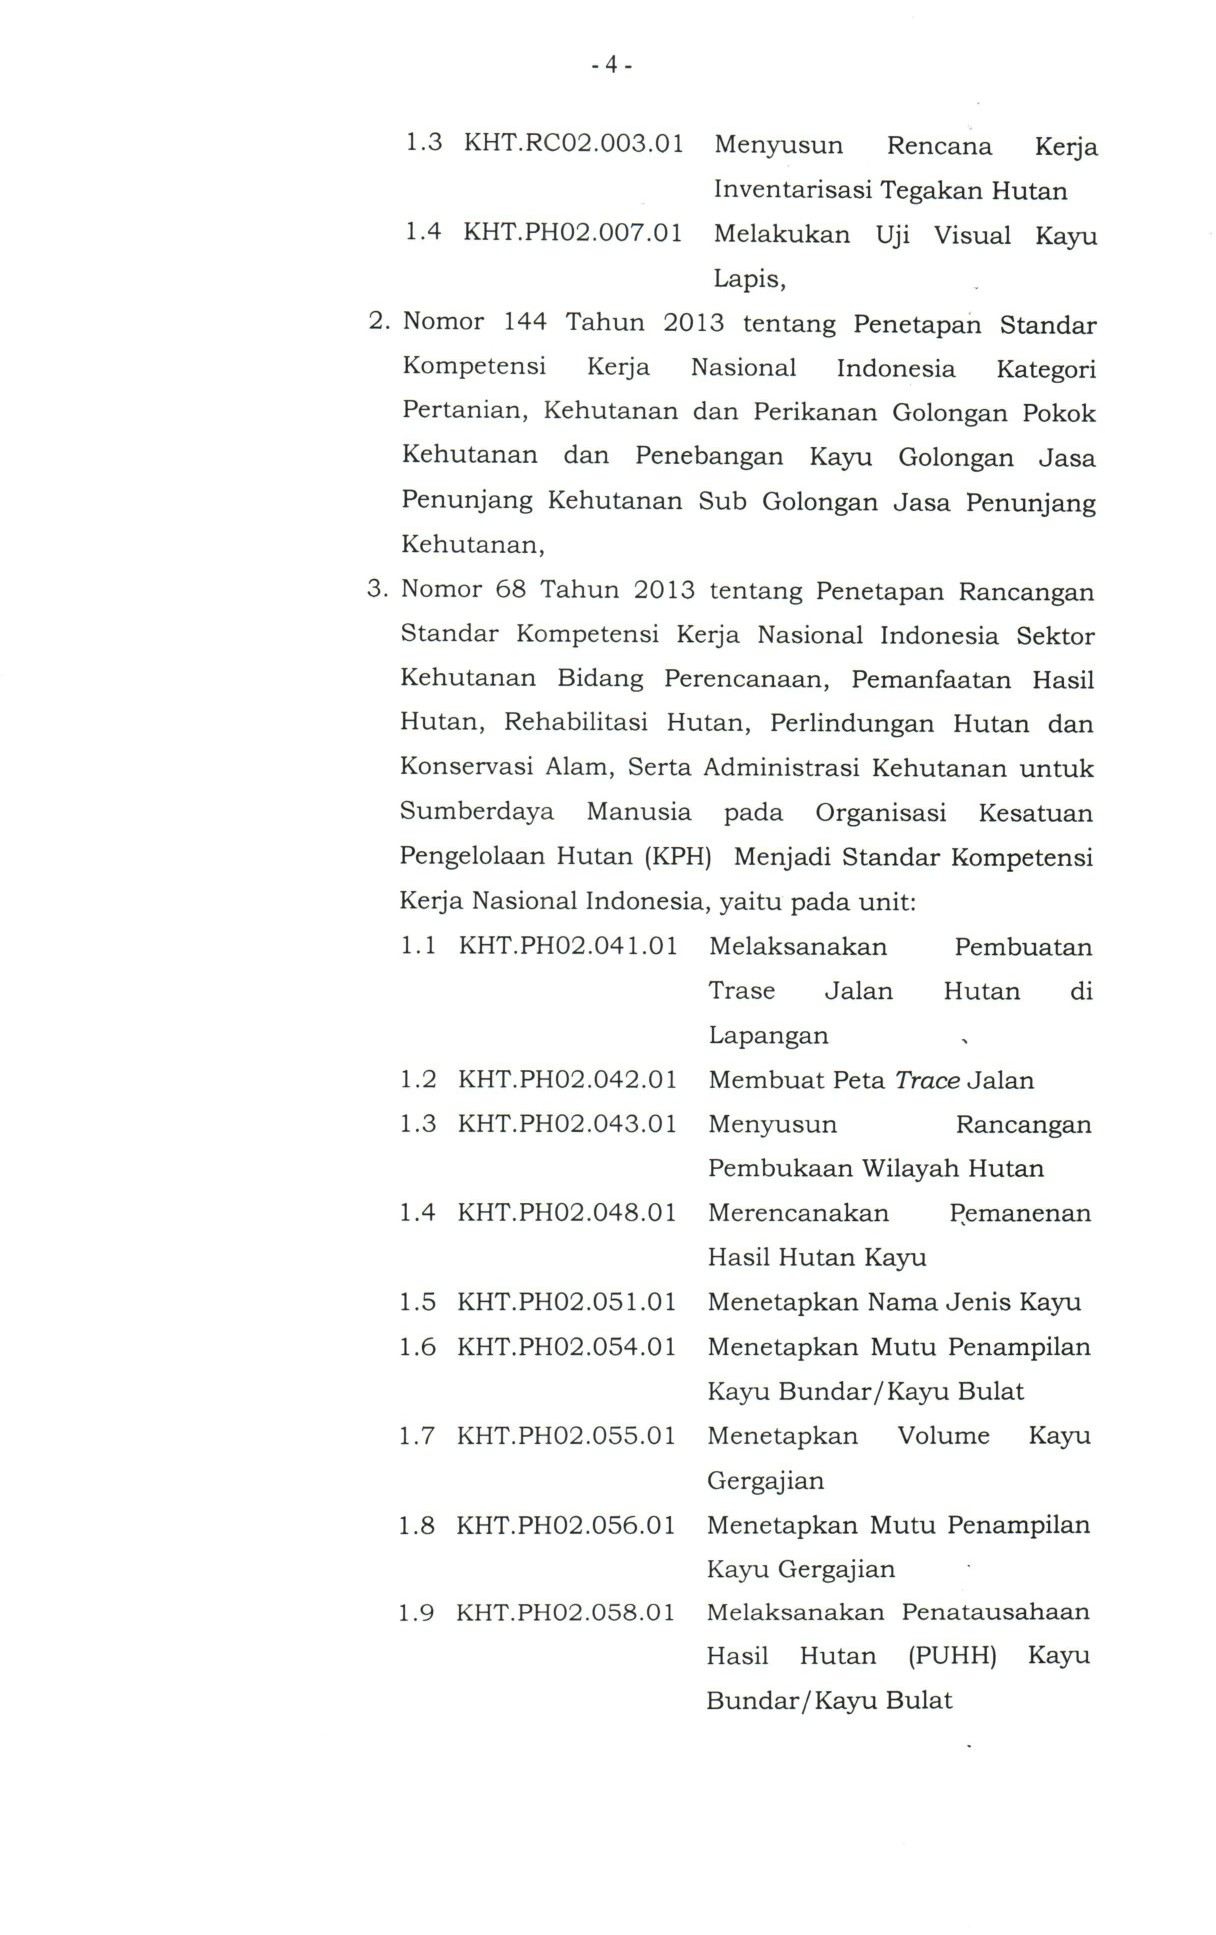 - 4 -
1.3 KHT.RC02.003.01 Menyusun Rencana Kerja
Inventarisasi Tegakan Hutan
1.4 KHT.PH02.007.01 Melakukan Uji Visual Kayu
Lapis,
2. Nomor 144 Tahun 2013 tentang Penetapan Standar
Kompetensi Kerja Nasional Indonesia Kategori
Pertanian, Kehutanan dan Perikanan Golongan Pokok
Kehutanan dan Penebangan Kayu Golongan Jasa
Penunjang Kehutanan Sub Golongan Jasa Penunjang
Kehutanan,
3. Nomor 68 Tahun 2013 tentang Penetapan Rancangan
Standar Kompetensi Kerja Nasional Indonesia Sektor
Kehutanan Bidang Perencanaan, Pemanfaatan Hasil
Hutan, Rehabilitasi Hutan, Perlindungan Hutan dan
Konservasi Alam, Serta Administrasi Kehutanan untuk
Sumberdaya Manusia pada Organisasi Kesatuan
Pengelolaan Hutan (KPH) Menjadi Standar Kompetensi
Kerja Nasional Indonesia, yaitu pada unit:
1.1 KHT.PH02.041.01 Melaksanakan Pembuatan
Trase Jalan Hutan di
Lapangan
1.2 KHT.PH02.042.01 Membuat Peta Trace Jalan
1.3 KHT.PH02.043.01 Menyusun Rancangan
Pembukaan Wilayah Hutan
1.4 KHT.PH02.048.01 Merencanakan Pemanenan
Hasil Hutan Kayu
1.5 KHT.PH02.051.01 Menetapkan Nama Jenis Kayu
1.6 KHT.PH02.054.01 Menetapkan Mutu Penampilan
Kayu Bundar/Kayu Bulat
1.7 KHT.PH02.055.01 Menetapkan Volume Kayu
Gergajian
1.8 KHT.PH02.056.01 Menetapkan Mutu Penampilan
Kayu Gergajian
1.9 KHT.PH02.058.01 Melaksanakan Penatausahaan
Hasil Hutan (PUHH) Kayu
Bundar/Kayu Bulat